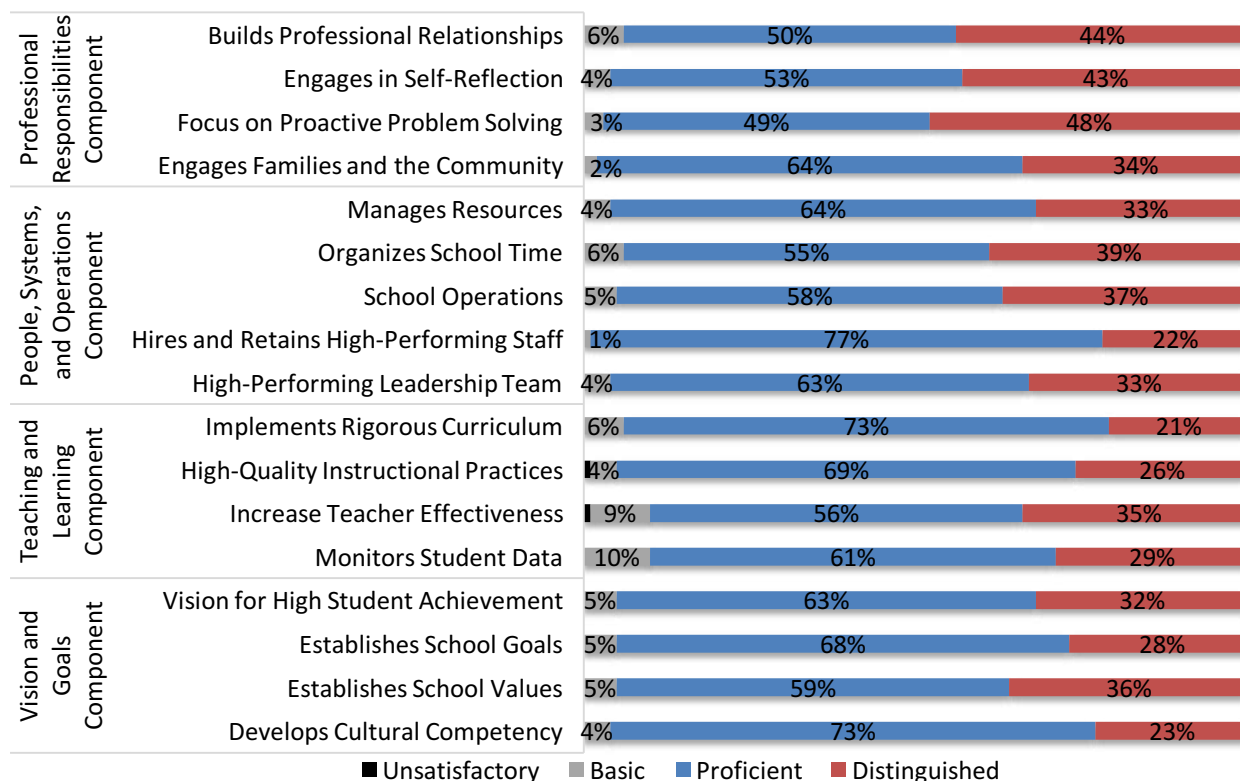 Professional
Responsibilities
Component
Builds Professional Relationships 6% 50% 44%
Engages in Self-Reflection 4% 53% 43%
Focus on Proactive Problem Solving 3% 49% 48%
Engages Families and the Community 2% 64% 34%
People, Systems,
and Operations
Component
Manages Resources 4% 64% 33%
Organizes School Time 6% 55% 39%
School Operations 5% 58% 37%
Hires and Retains High-Performing Staff 1% 77% 22%
High-Performing Leadership Team 4% 63% 33%
Teaching and
Learning
Component
Implements Rigorous Curriculum 6% 73% 21%
High-Quality Instructional Practices 4% 69% 26%
Increase Teacher Effectiveness 9% 56% 35%
Monitors Student Data 10% 61% 29%
Vision and
Goals
Component
Vision for High Student Achievement 5% 63% 32%
Establishes School Goals 5% 68% 28%
Establishes School Values 5% 59% 36%
Develops Cultural Competency 4% 73% 23%
Unsatisfactory Basic Proficient Distinguished